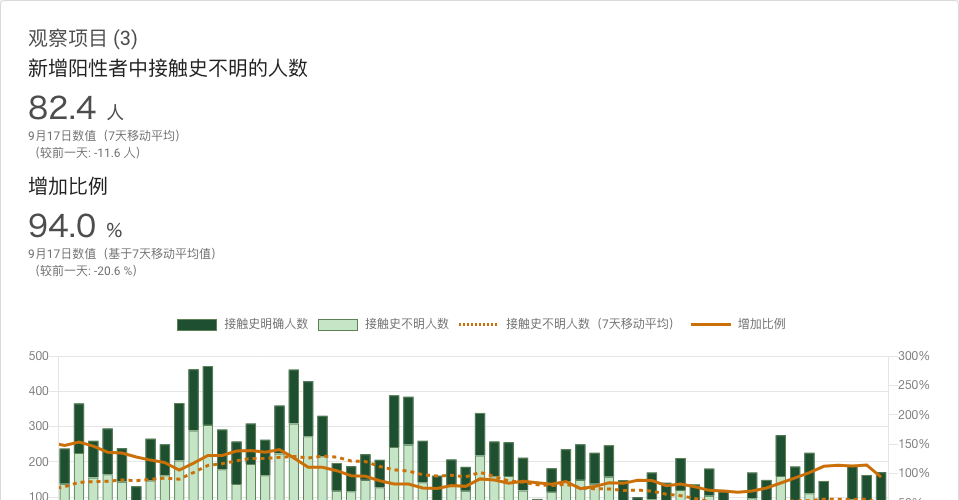 观察项目 (3)
新增阳性者中接触史不明的人数
82.4 人
9月17日数值（7天移动平均）
（较前一天: -11.6 人）
增加比例
94.0 %
9月17日数值（基于7天移动平均值）
（较前一天: -20.6 %）
接触史明确人数 接触史不明人数 接触史不明人数（7天移动平均） 增加比例
500 300%
250%
400
200%
300
150%
200
100%
100